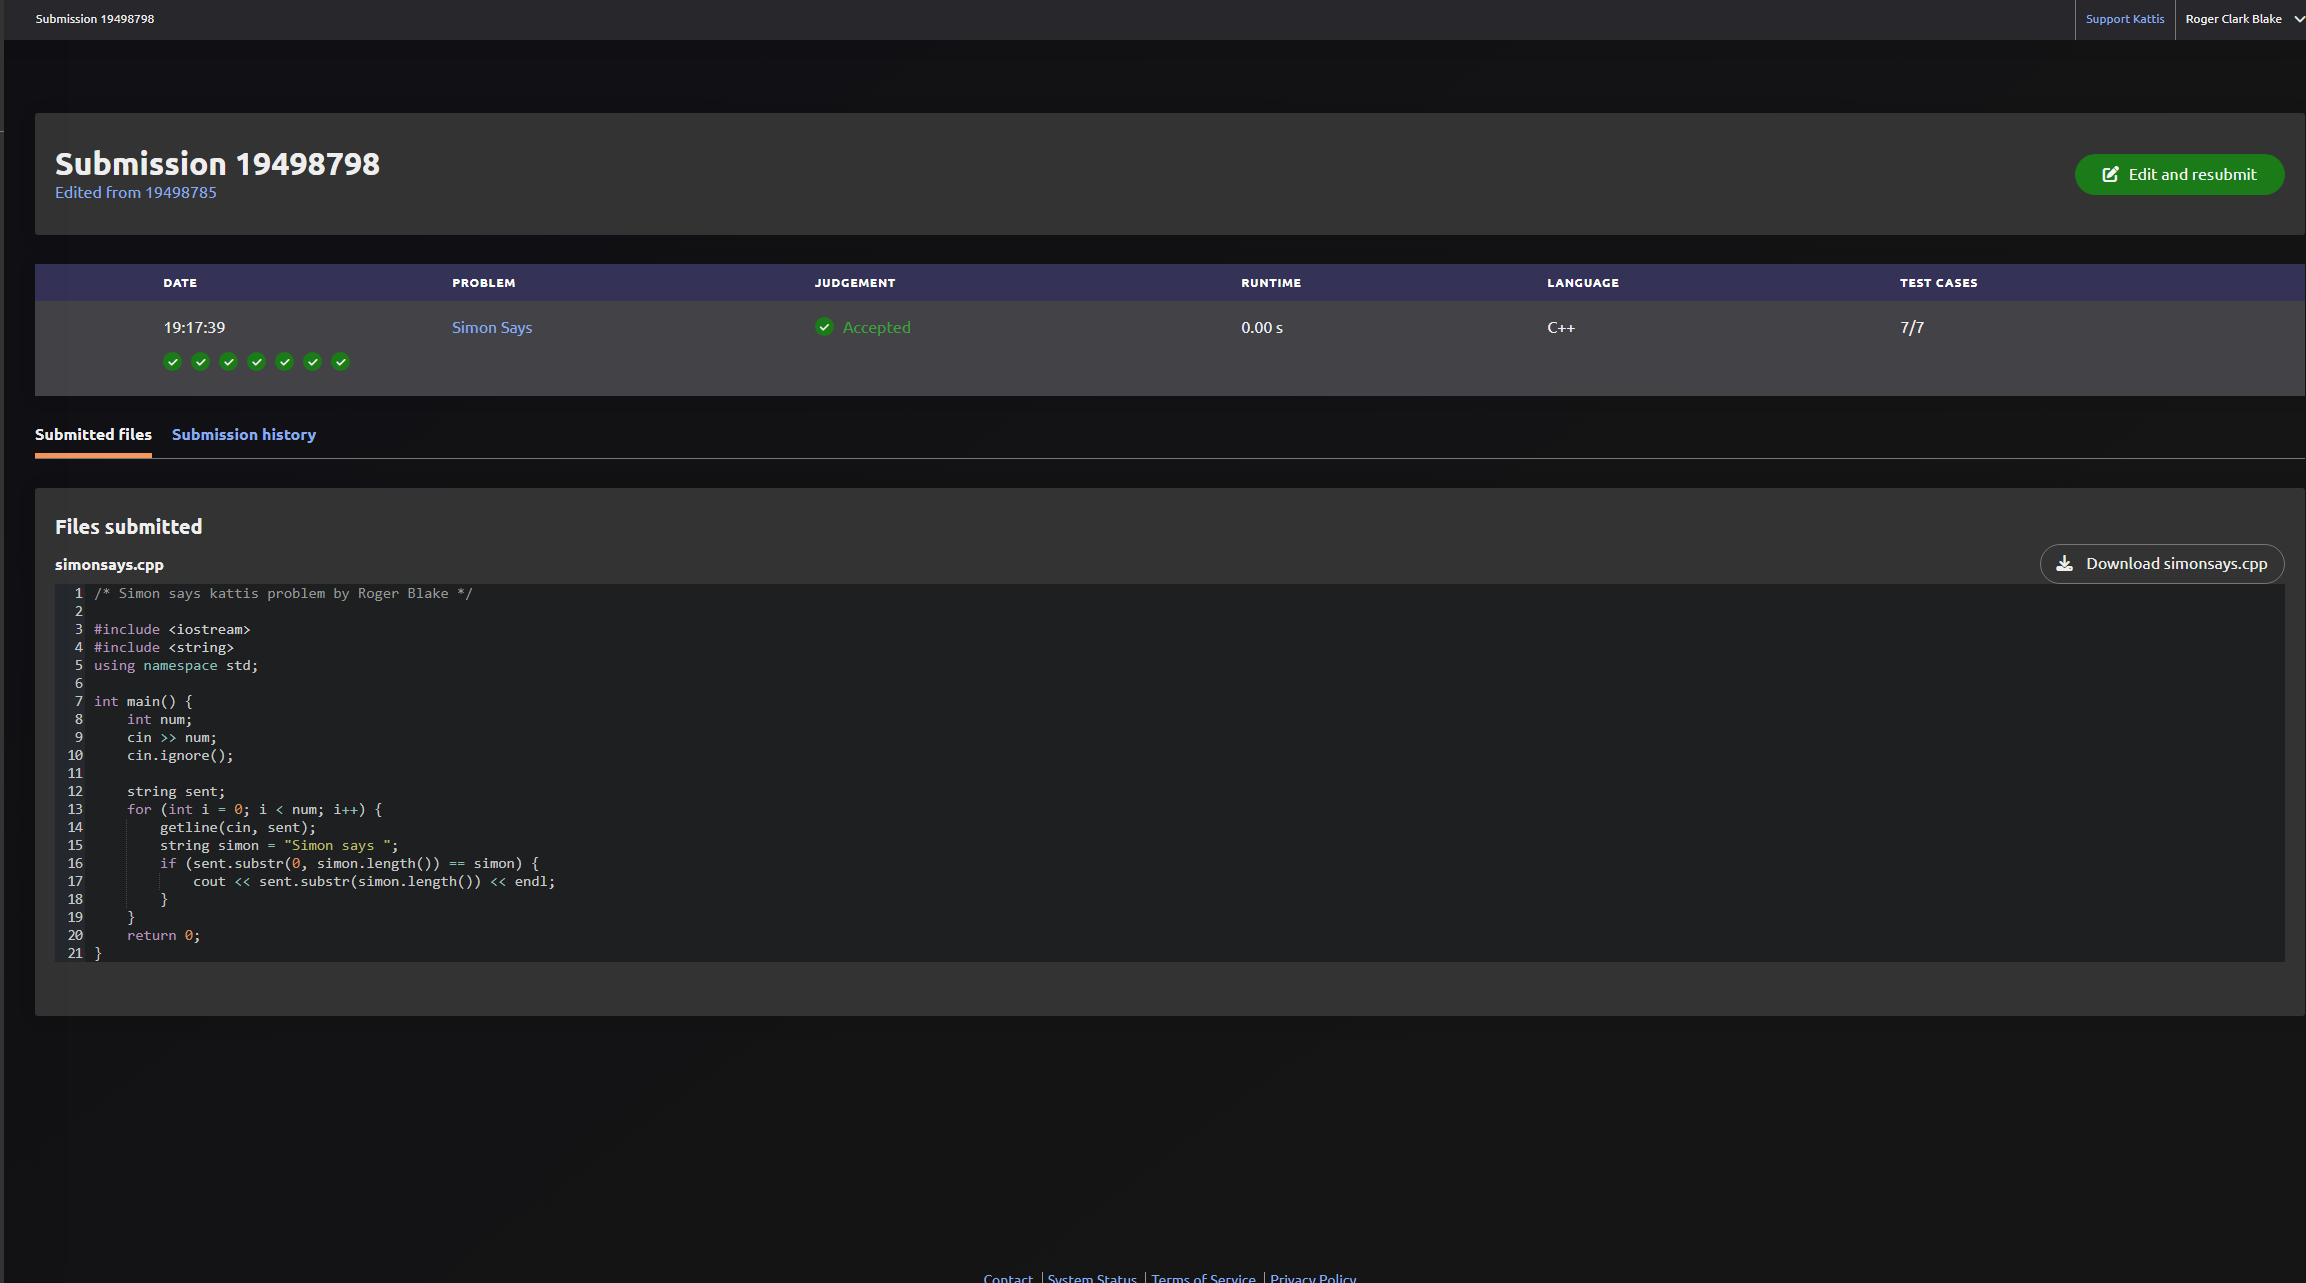 Submission 19498798
Support Kattis
Roger Clark Blake
Submission 19498798
Edited from 19498785
Edit and resubmit
DATE PROBLEM JUDGEMENT RUNTIME LANGUAGE TEST CASES
19:17:39 Simon Says Accepted 0.00 s C++ 7/7
Submitted files Submission history
Files submitted
simonsays.cpp
Download simonsays.cpp
1 /* Simon says kattis problem by Roger Blake */
2
3 #include <iostream>
4 #include <string>
5 using namespace std;
6
7 int main() {
8     int num;
9     cin >> num;
10     cin.ignore();
11
12     string sent;
13     for (int i = 0; i < num; i++) {
14         getline(cin, sent);
15         string simon = "Simon says ";
16         if (sent.substr(0, simon.length()) == simon) {
17             cout << sent.substr(simon.length()) << endl;
18         }
19     }
20     return 0;
21 }
Contact | System Status | Terms of Service | Privacy Policy